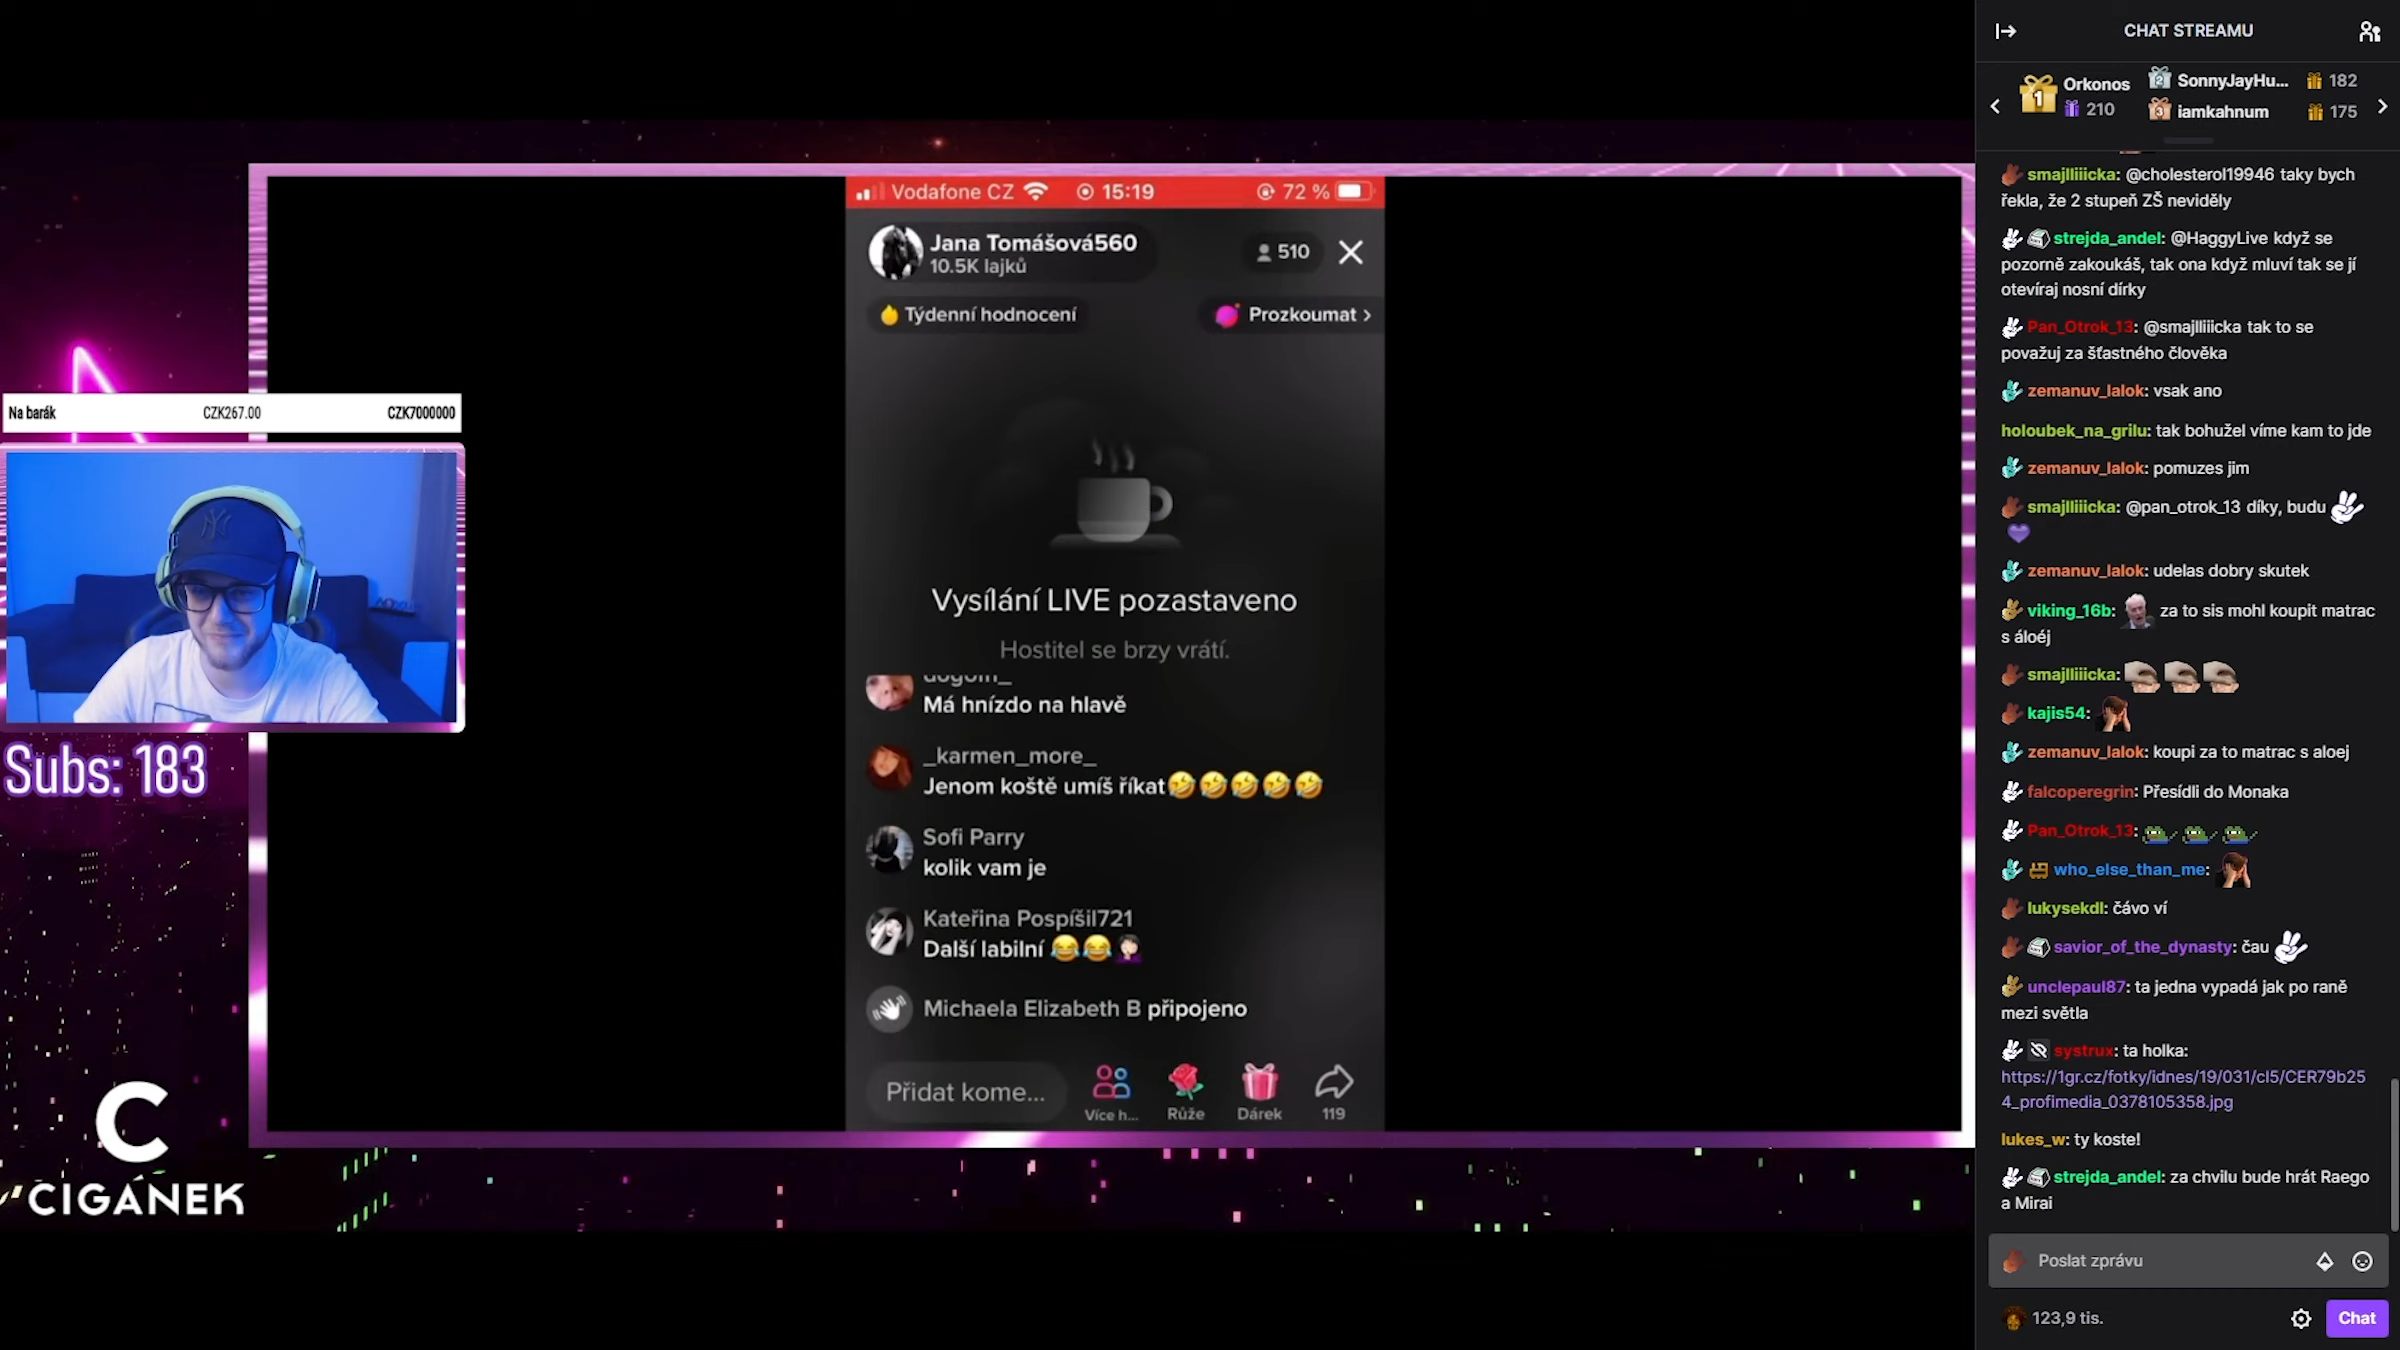 CHAT STREAMU
Orkonos
210
SonnyJayHu... 182
iamkahnum 175
Vodafone CZ 15:19 72 %
Jana Tomášová560
10.5K lajků
510
Týdenní hodnocení
Prozkoumat >
Vysílání LIVE pozastaveno
Hostitel se brzy vrátí.
Má hnízdo na hlavě
_karmen_more_
Jenom koště umíš říkat🤣🤣🤣🤣🤣
Sofi Parry
kolik vam je
Kateřina Pospíšil721
Další labilní 😂😂🤦🏻‍♀️
Michaela Elizabeth B připojeno
Přidat kome...
Více h...
Růže
Dárek
119
Na barák CZK267.00 CZK7000000
Subs: 183
C
CIGÁNEK
smajlliiicka: @cholesterol19946 taky bych
řekla, že 2 stupeň ZŠ neviděly
strejda_andel: @HaggyLive když se
pozorně zakoukáš, tak ona když mluví tak se jí
otevíraj nosní dírky
Pan_Otrok_13: @smajlliiicka tak to se
považuj za šťastného člověka
zemanuv_lalok: vsak ano
holoubek_na_grilu: tak bohužel víme kam to jde
zemanuv_lalok: pomuzes jim
smajlliiicka: @pan_otrok_13 díky, budu
zemanuv_lalok: udelas dobry skutek
viking_16b: za to sis mohl koupit matrac
s áloéj
smajlliiicka:
kajis54:
zemanuv_lalok: koupi za to matrac s aloej
falcoperegrin: Přesídli do Monaka
Pan_Otrok_13:
who_else_than_me:
lukysekdl: čávo ví
savior_of_the_dynasty: čau
unclepaul87: ta jedna vypadá jak po raně
mezi světla
systrux: ta holka:
https://1gr.cz/fotky/idnes/19/031/cl5/CER79b25
4_profimedia_0378105358.jpg
lukes_w: ty koste!
strejda_andel: za chvilu bude hrát Raego
a Mirai
Poslat zprávu
123,9 tis.
Chat